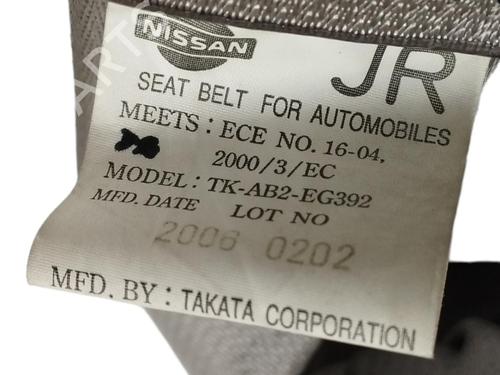 NISSAN
JR
SEAT BELT FOR AUTOMOBILES
MEETS : ECE NO. 16-04,
2000/3/EC
MODEL : TK-AB2-EG392
MFD. DATE LOT NO
2006 0202
MFD. BY : TAKATA CORPORATION